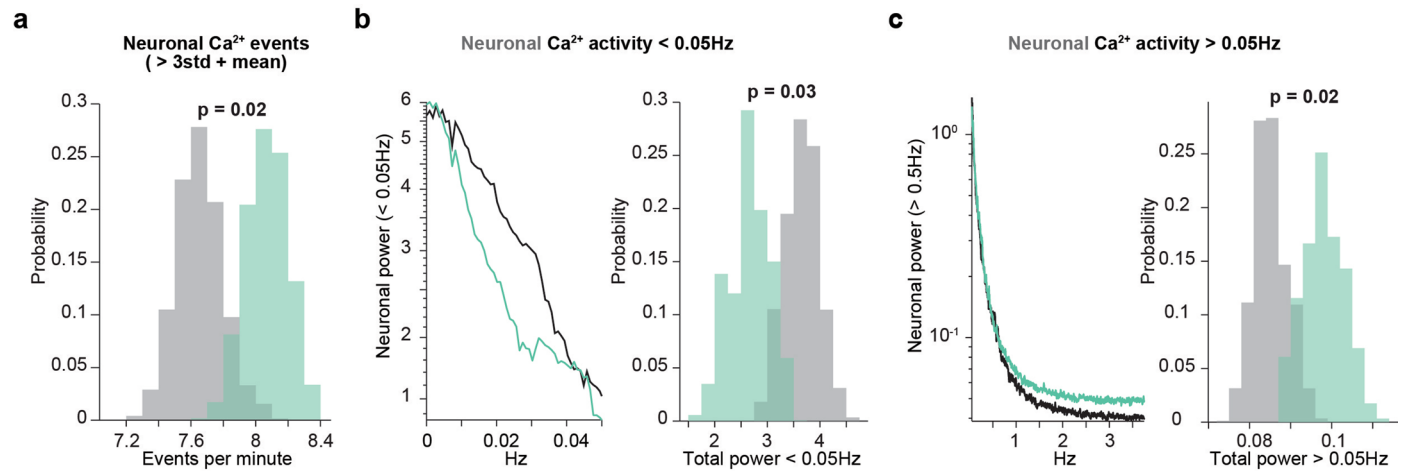 a
Neuronal Ca²⁺ events
( > 3std + mean)
p = 0.02
0.3
0.25
0.2
0.15
0.1
0.05
0
Probability
7.2 7.6 8 8.4
Events per minute
b
Neuronal Ca²⁺ activity < 0.05Hz
6
5
4
3
2
1
Neuronal power (< 0.05Hz)
0 0.02 0.04
Hz
p = 0.03
0.3
0.25
0.2
0.15
0.1
0.05
0
Probability
2 3 4
Total power < 0.05Hz
c
Neuronal Ca²⁺ activity > 0.05Hz
10⁰
10⁻¹
Neuronal power (> 0.5Hz)
1 2 3
Hz
p = 0.02
0.3
0.25
0.2
0.15
0.1
0.05
0
Probability
0.08 0.1
Total power > 0.05Hz